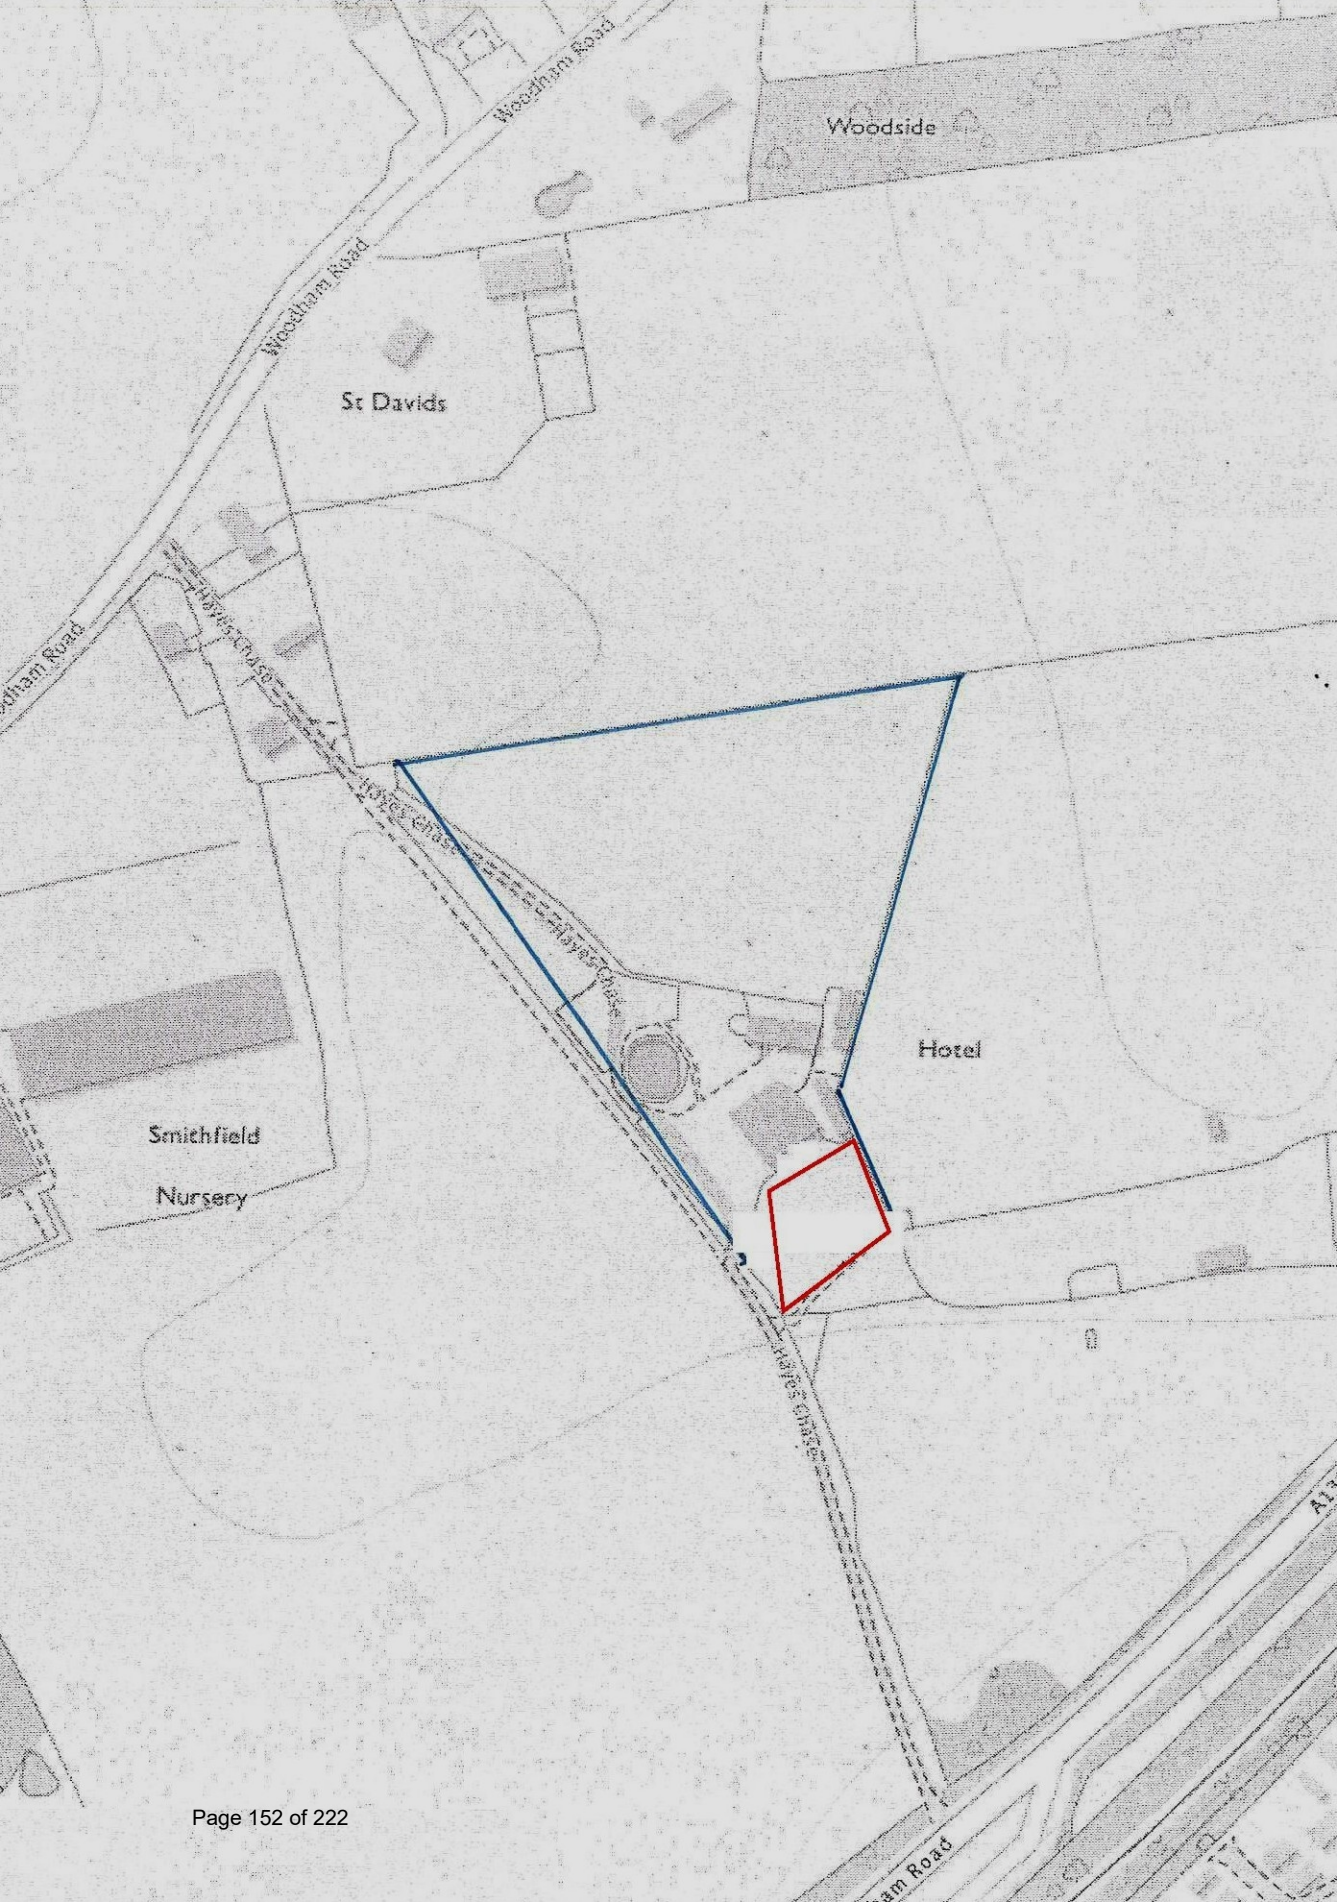 Woodham Road
Woodside
Woodham Road
St Davids
Hayes Chase
dham Road
Hayes Chase
Hayes Chase
Hotel
Smithfield
Nursery
Hayes Chase
A13
Page 152 of 222
am Road